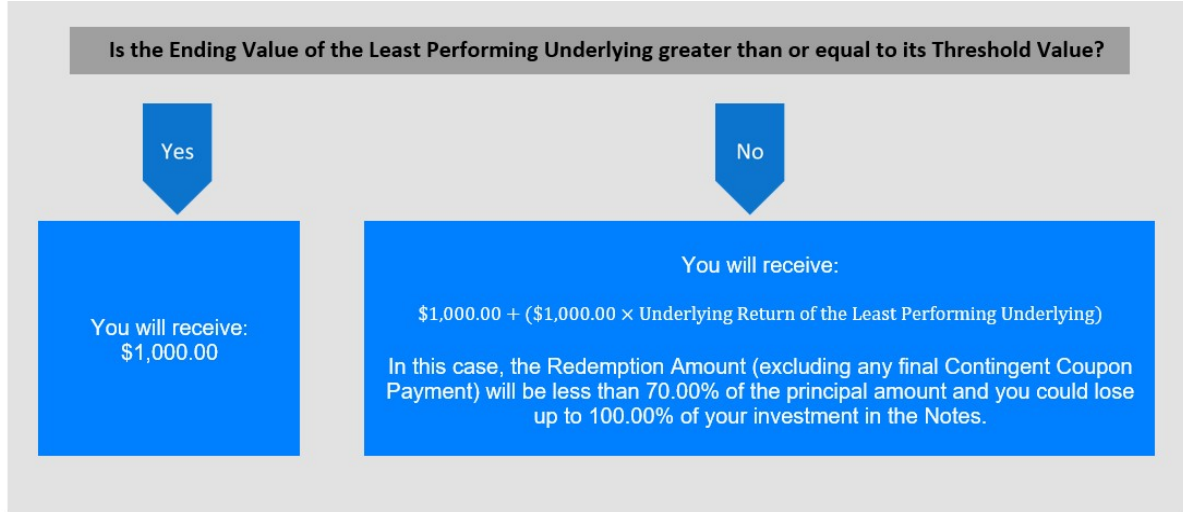 Is the Ending Value of the Least Performing Underlying greater than or equal to its Threshold Value?
Yes
No
You will receive:
$1,000.00
You will receive:
$1,000.00 + ($1,000.00 × Underlying Return of the Least Performing Underlying)
In this case, the Redemption Amount (excluding any final Contingent Coupon
Payment) will be less than 70.00% of the principal amount and you could lose
up to 100.00% of your investment in the Notes.